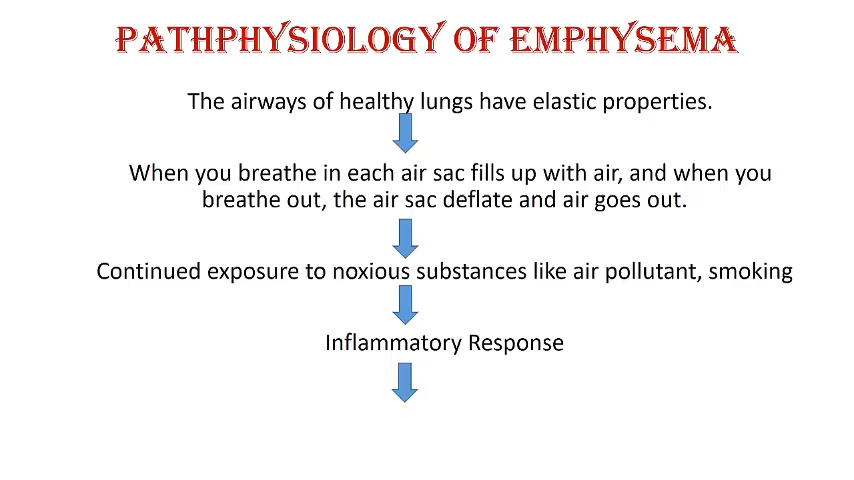 PATHPHYSIOLOGY OF EMPHYSEMA
The airways of healthy lungs have elastic properties.
When you breathe in each air sac fills up with air, and when you
breathe out, the air sac deflate and air goes out.
Continued exposure to noxious substances like air pollutant, smoking
Inflammatory Response